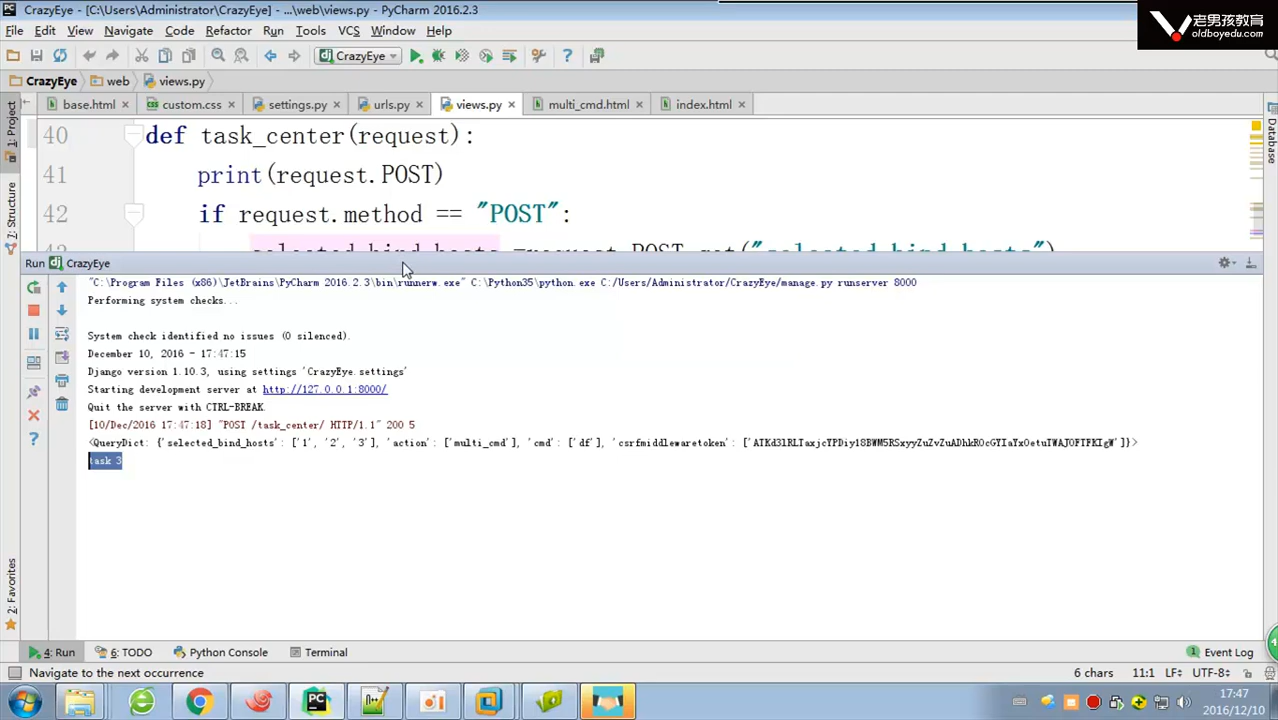 CrazyEye - [C:\Users\Administrator\CrazyEye] - ...\web\views.py - PyCharm 2016.2.3
老男孩教育
oldboyedu.com
File Edit View Navigate Code Refactor Run Tools VCS Window Help
CrazyEye
CrazyEye web views.py
base.html custom.css settings.py urls.py views.py multi_cmd.html index.html
1: Project
Database
2: Structure
40 def task_center(request):
41 print(request.POST)
42 if request.method == "POST":
selected_bind_hosts =request.POST.get("selected_bind_hosts")
Run CrazyEye
"C:\Program Files (x86)\JetBrains\PyCharm 2016.2.3\bin\runnerw.exe" C:\Python35\python.exe C:/Users/Administrator/CrazyEye/manage.py runserver 8000
Performing system checks...
System check identified no issues (0 silenced).
December 10, 2016 - 17:47:15
Django version 1.10.3, using settings 'CrazyEye.settings'
Starting development server at http://127.0.0.1:8000/
Quit the server with CTRL-BREAK.
[10/Dec/2016 17:47:18] "POST /task_center/ HTTP/1.1" 200 5
<QueryDict: {'selected_bind_hosts': ['1', '2', '3'], 'action': ['multi_cmd'], 'cmd': ['df'], 'csrfmiddlewaretoken':
task 3
2: Favorites
4: Run 6: TODO Python Console Terminal Event Log
Navigate to the next occurrence 6 chars 11:1 LF÷ UTF-8÷
17:47
2016/12/10